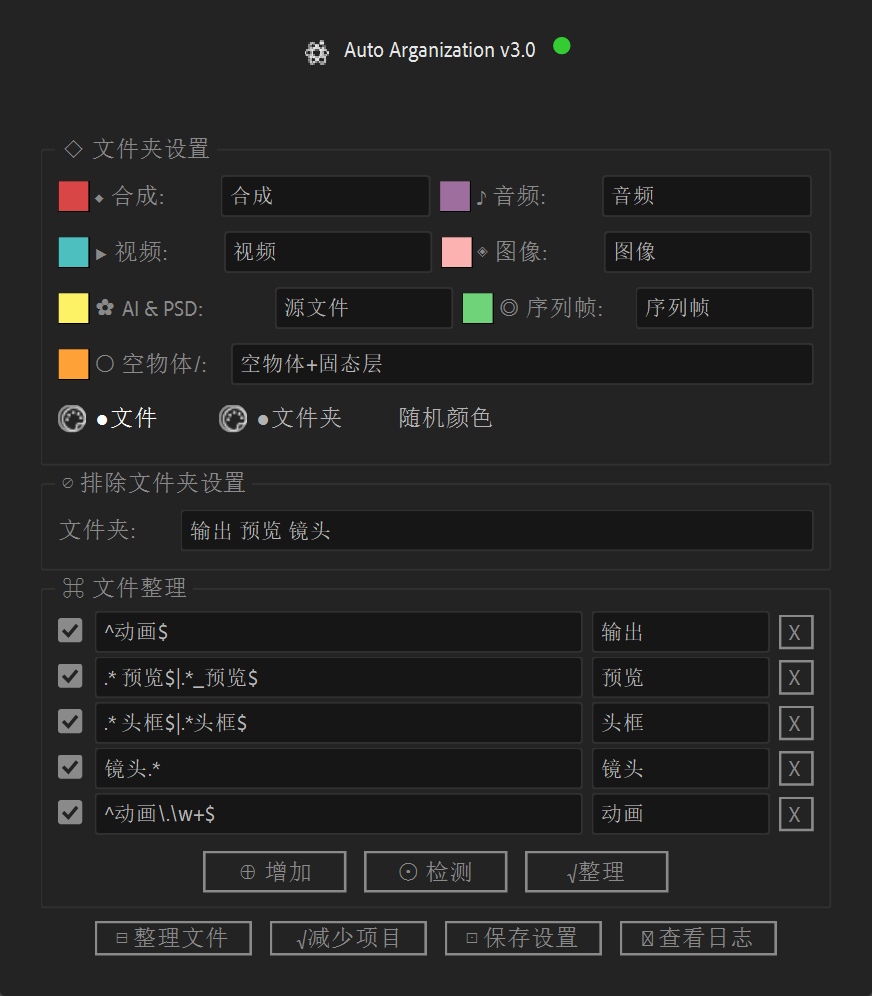 Auto Arganization v3.0
◇ 文件夹设置
◆ 合成: 合成 ♪ 音频: 音频
▶ 视频: 视频 ◈ 图像: 图像
✿ AI & PSD: 源文件 ◎ 序列帧: 序列帧
○ 空物体/: 空物体+固态层
●文件 ●文件夹 随机颜色
⊘ 排除文件夹设置
文件夹: 输出 预览 镜头
⌘ 文件整理
^动画$ 输出 X
.* 预览$|.*_预览$ 预览 X
.* 头框$|.*头框$ 头框 X
镜头.* 镜头 X
^动画\.\w+$ 动画 X
⊕ 增加 ⊙ 检测 √整理
⊟ 整理文件 √减少项目 ⊡ 保存设置 查看日志